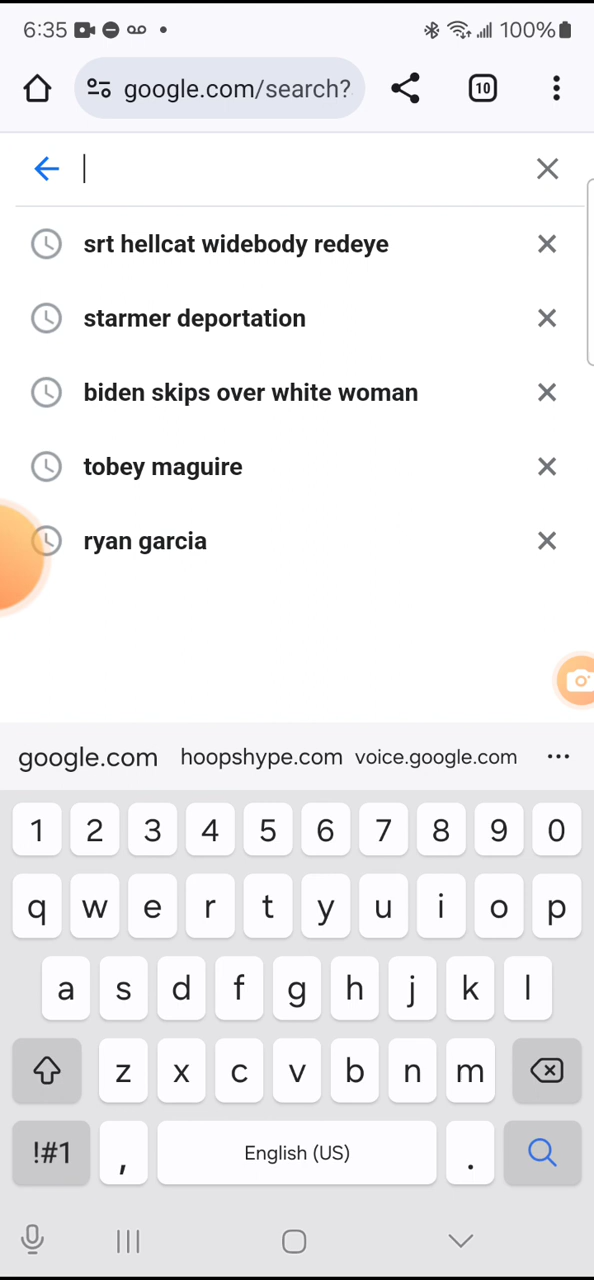 6:35 100%
google.com/search?
10
srt hellcat widebody redeye
starmer deportation
biden skips over white woman
tobey maguire
ryan garcia
google.com hoopshype.com voice.google.com ...
1 2 3 4 5 6 7 8 9 0
q w e r t y u i o p
a s d f g h j k l
z x c v b n m
!#1 , English (US) .